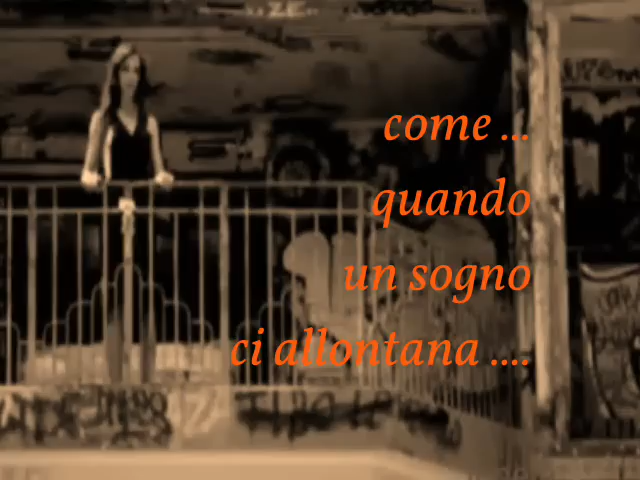 come ...
quando
un sogno
ci allontana ....